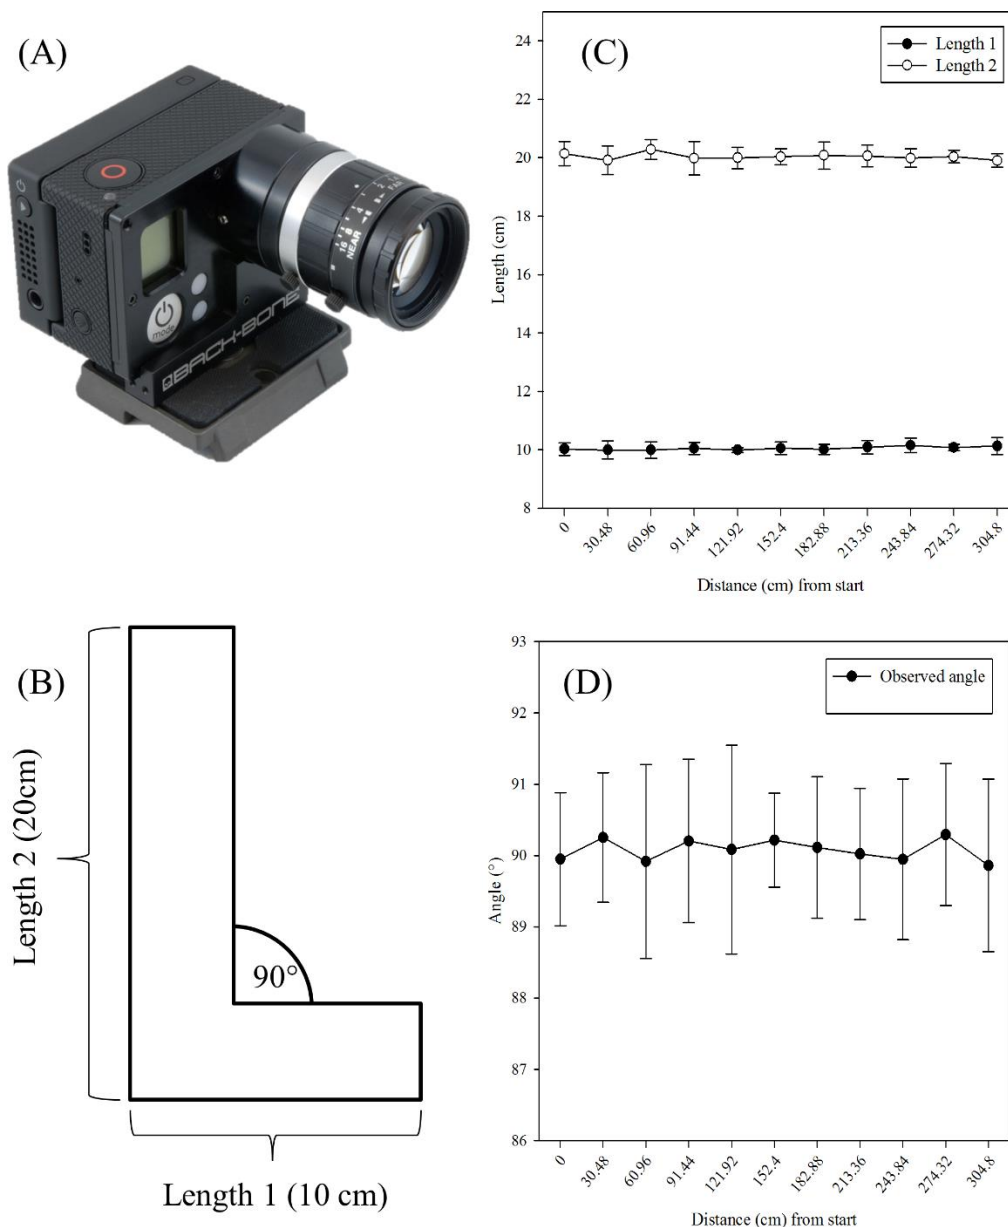 (A)
16 8 4
NEAR
FAR
mode
BACK-BONE
(B)
Length 2 (20cm)
90°
Length 1 (10 cm)
(C)
Length 1
Length 2
Length (cm)
24
22
20
18
16
14
12
10
8
0 30.48 60.96 91.44 121.92 152.4 182.88 213.36 243.84 274.32 304.8
Distance (cm) from start
(D)
Observed angle
Angle (°)
93
92
91
90
89
88
87
86
0 30.48 60.96 91.44 121.92 152.4 182.88 213.36 243.84 274.32 304.8
Distance (cm) from start